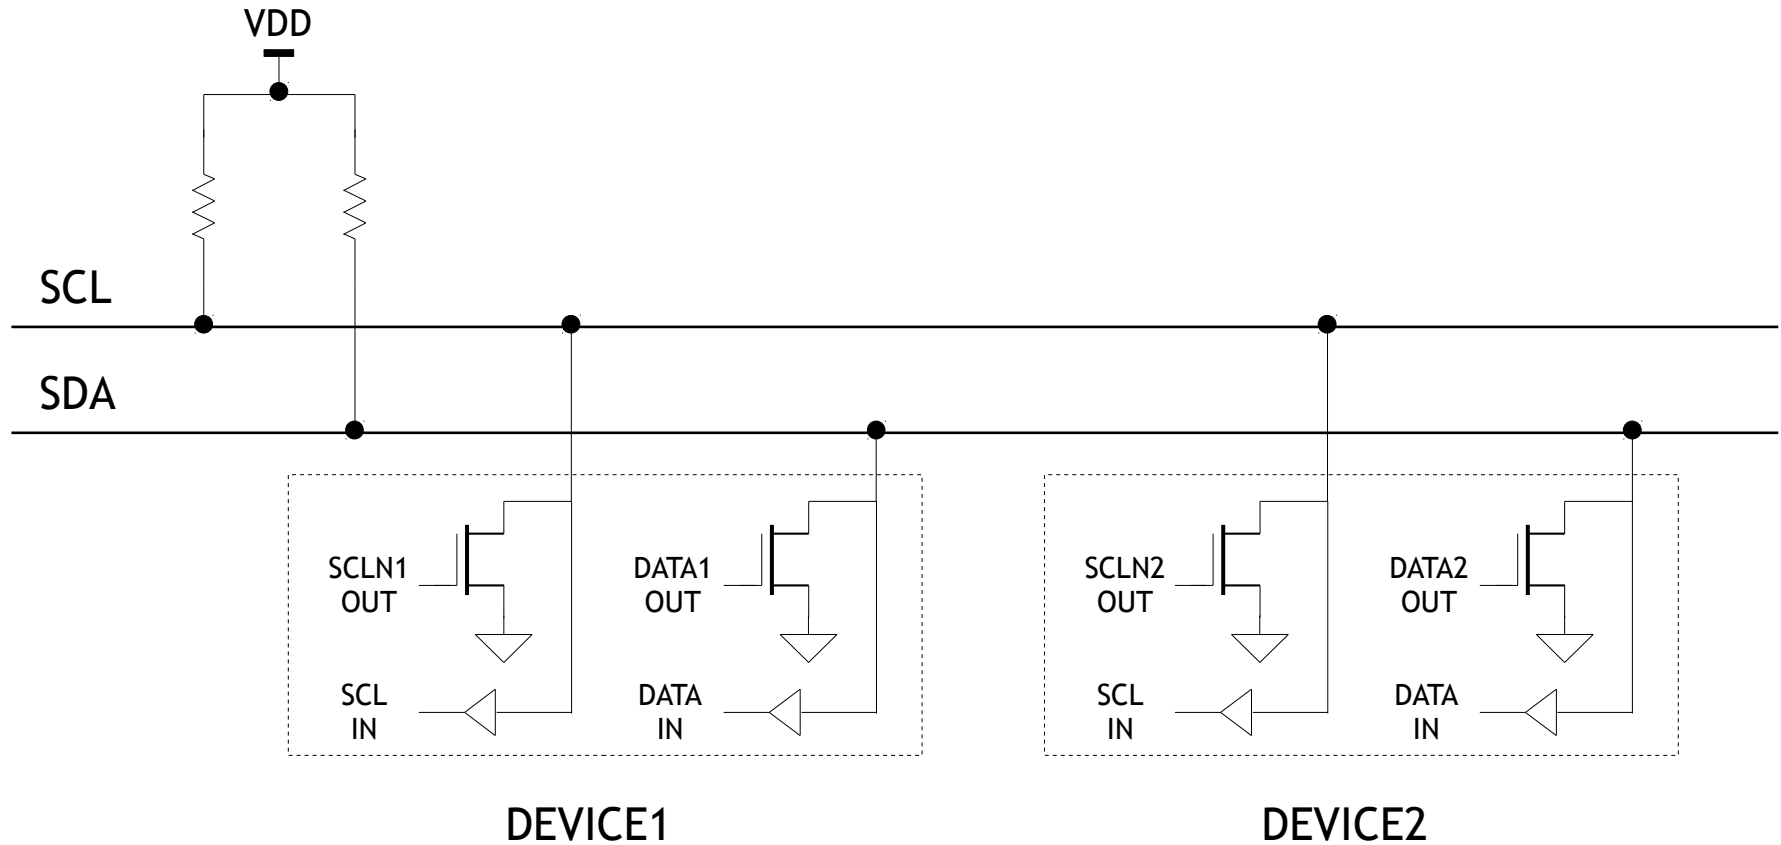 VDD
SCL
SDA
SCLN1
OUT
DATA1
OUT
SCLN2
OUT
DATA2
OUT
SCL
IN
DATA
IN
SCL
IN
DATA
IN
DEVICE1
DEVICE2